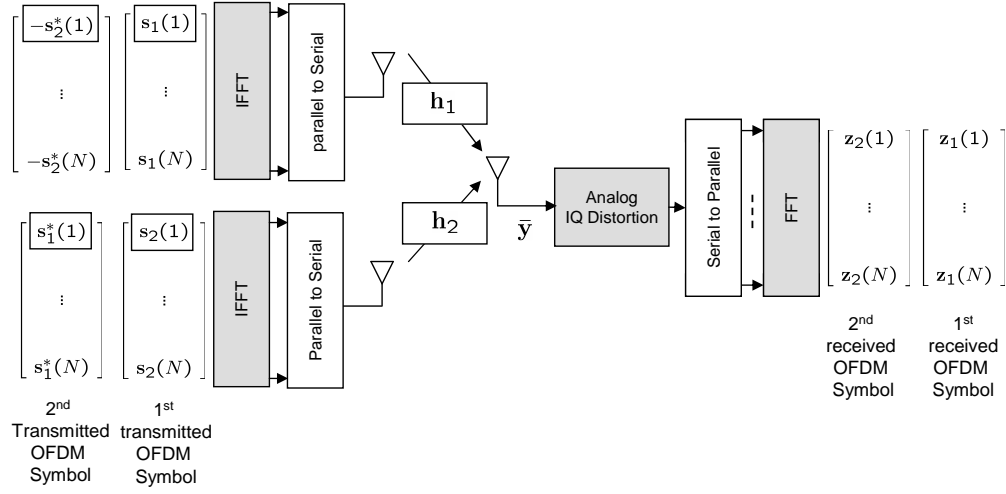 −s₂*(1)
⋮
−s₂*(N)
s₁(1)
⋮
s₁(N)
IFFT
parallel to Serial
h₁
s₁*(1)
⋮
s₁*(N)
s₂(1)
⋮
s₂(N)
IFFT
Parallel to Serial
h₂
ȳ
Analog
IQ Distortion
Serial to Parallel
FFT
z₂(1)
⋮
z₂(N)
z₁(1)
⋮
z₁(N)
2nd
Transmitted
OFDM
Symbol
1st
transmitted
OFDM
Symbol
2nd
received
OFDM
Symbol
1st
received
OFDM
Symbol